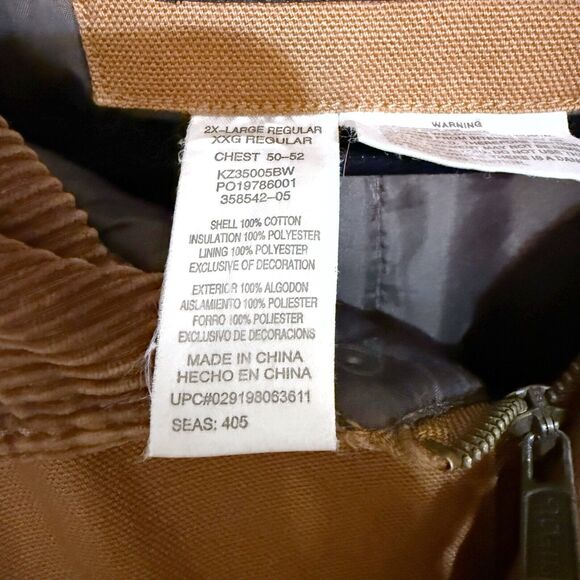 2X-LARGE REGULAR
XXG REGULAR
CHEST 50-52
KZ35005BW
PO19786001
358542-05
SHELL 100% COTTON
INSULATION 100% POLYESTER
LINING 100% POLYESTER
EXCLUSIVE OF DECORATION
EXTERIOR 100% ALGODON
AISLAMIENTO 100% POLIESTER
FORRO 100% POLIESTER
EXCLUSIVO DE DECORACIONS
MADE IN CHINA
HECHO EN CHINA
UPC#029198063611
SEAS: 405
WARNING